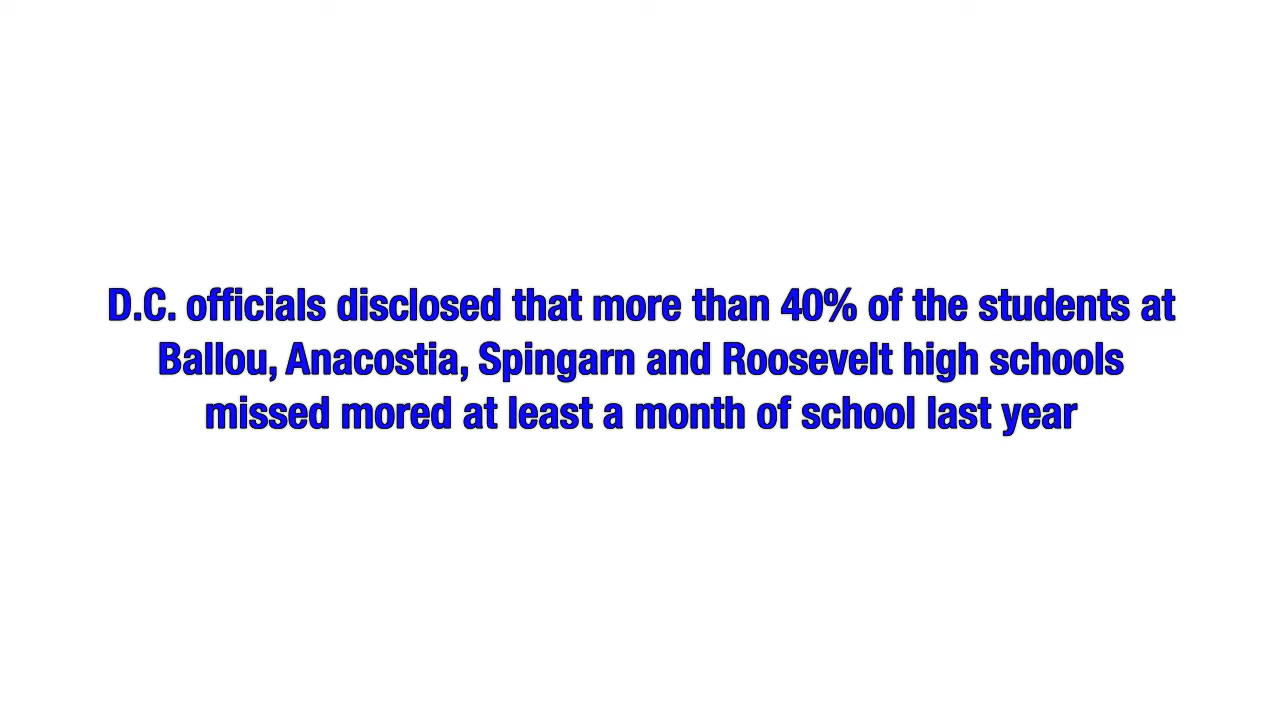 D.C. officials disclosed that more than 40% of the students at
Ballou, Anacostia, Spingarn and Roosevelt high schools
missed mored at least a month of school last year